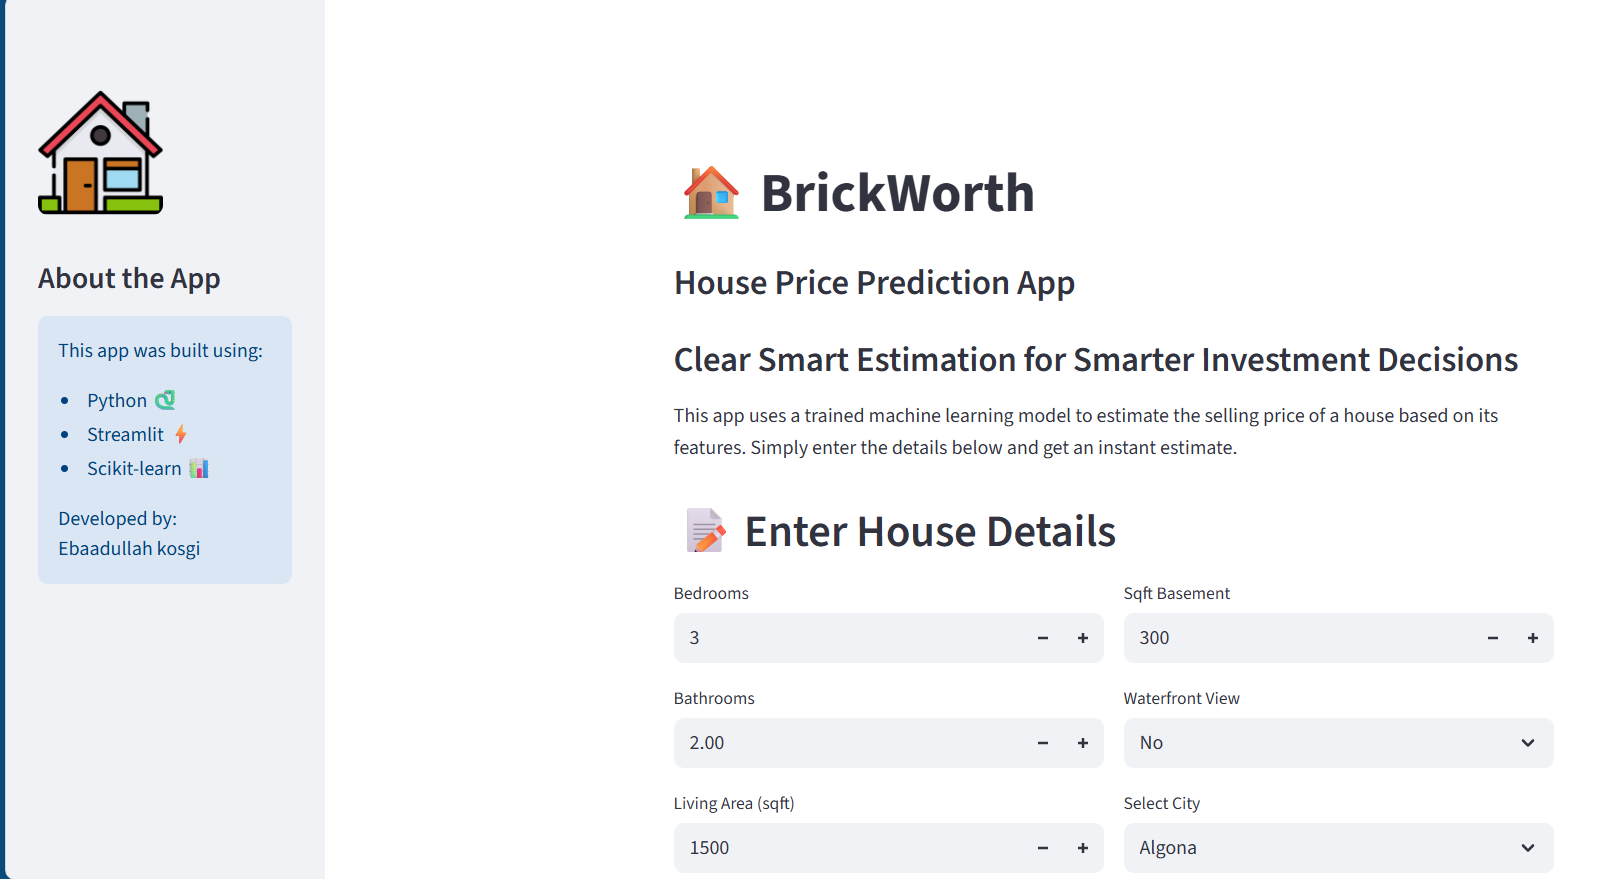 About the App
This app was built using:
Python
Streamlit
Scikit-learn
Developed by:
Ebaadullah kosgi
BrickWorth
House Price Prediction App
Clear Smart Estimation for Smarter Investment Decisions
This app uses a trained machine learning model to estimate the selling price of a house based on its
features. Simply enter the details below and get an instant estimate.
Enter House Details
Bedrooms
3
Sqft Basement
300
Bathrooms
2.00
Waterfront View
No
Living Area (sqft)
1500
Select City
Algona